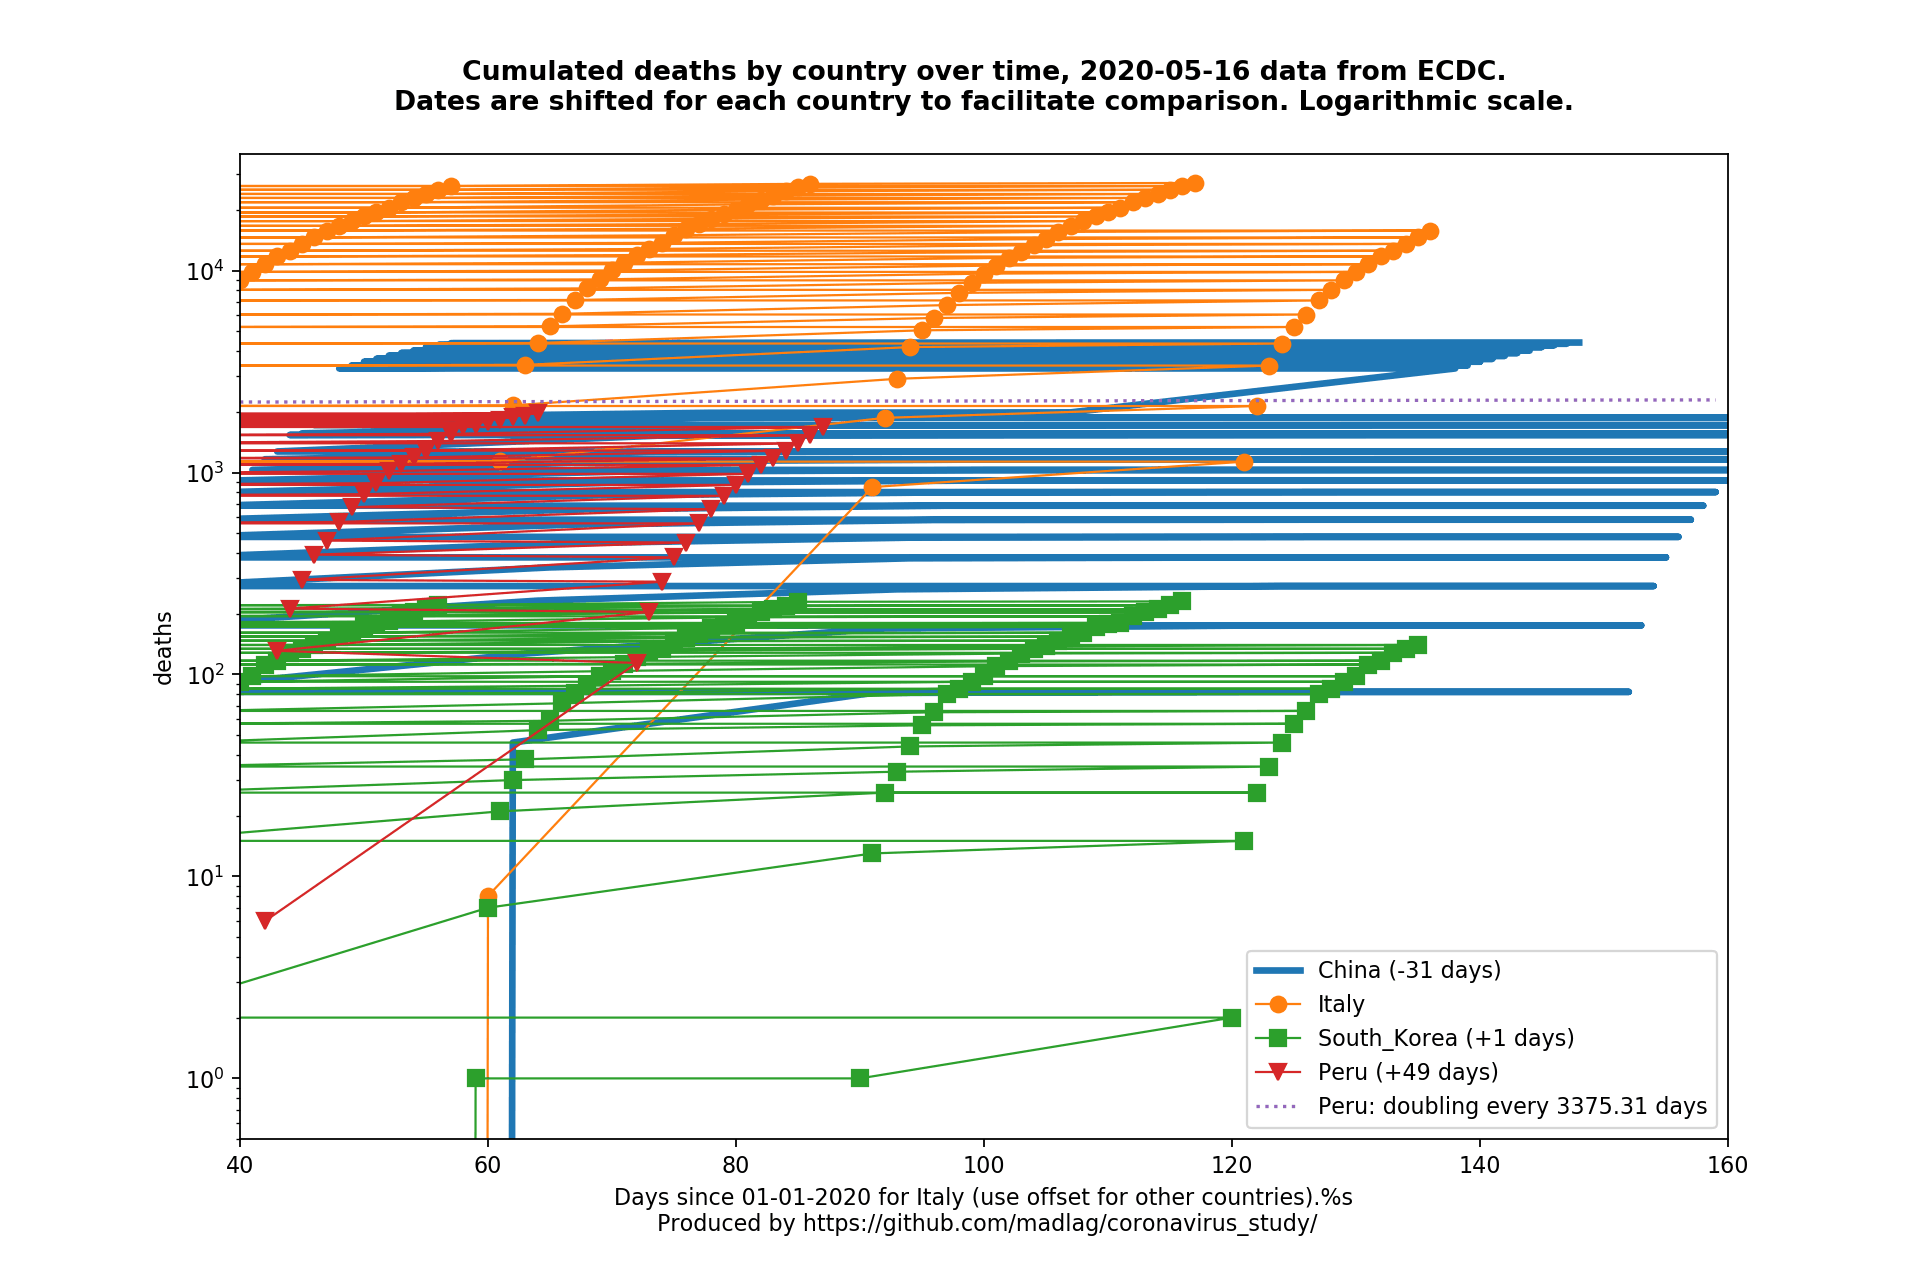 Cumulated deaths by country over time, 2020-05-16 data from ECDC.
Dates are shifted for each country to facilitate comparison. Logarithmic scale.
deaths
10^4
10^3
10^2
10^1
10^0
China (-31 days)
Italy
South_Korea (+1 days)
Peru (+49 days)
Peru: doubling every 3375.31 days
40 60 80 100 120 140 160
Days since 01-01-2020 for Italy (use offset for other countries).%s
Produced by https://github.com/madlag/coronavirus_study/